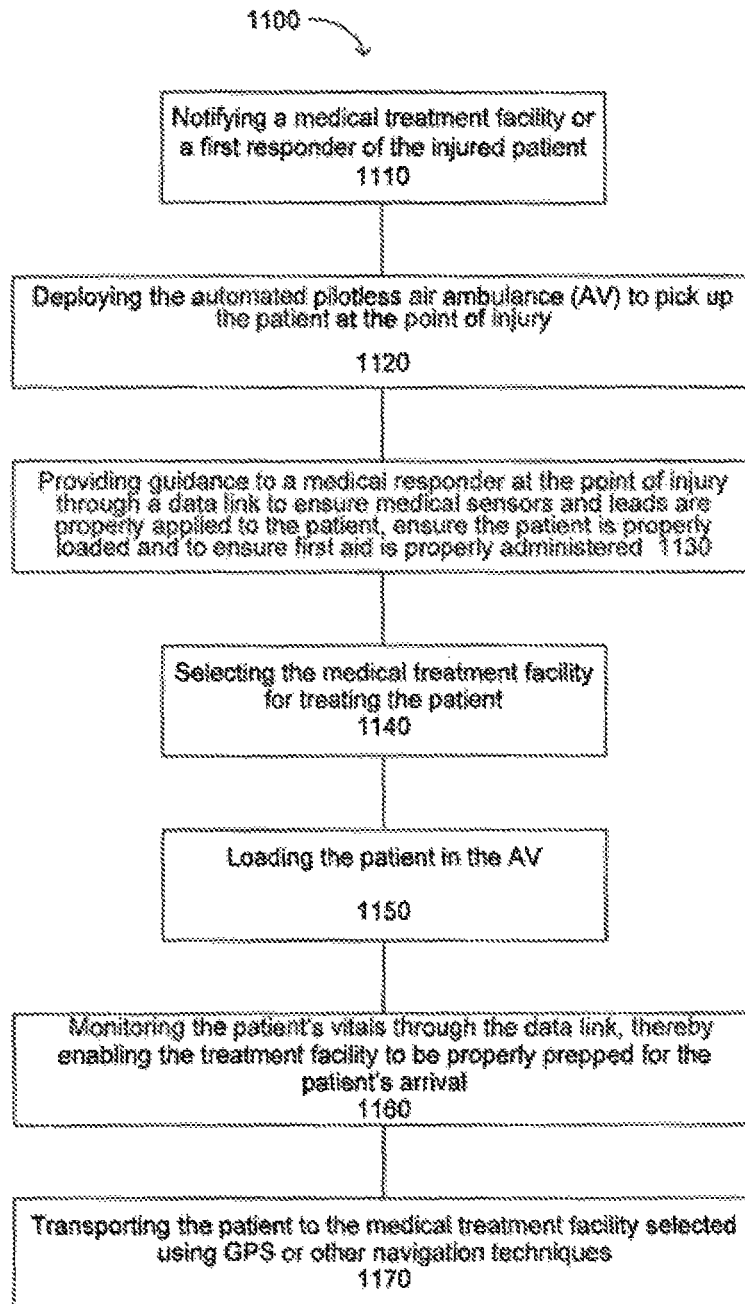 1100
Notifying a medical treatment facility or
a first responder of the injured patient
1110
Deploying the automated pilotless air ambulance (AV) to pick up
the patient at the point of injury
1120
Providing guidance to a medical responder at the point of injury
through a data link to ensure medical sensors and leads are
properly applied to the patient, ensure the patient is properly
loaded and to ensure first aid is properly administered 1130
Selecting the medical treatment facility
for treating the patient
1140
Loading the patient in the AV
1150
Monitoring the patient's vitals through the data link, thereby
enabling the treatment facility to be properly prepped for the
patient's arrival
1160
Transporting the patient to the medical treatment facility selected
using GPS or other navigation techniques
1170